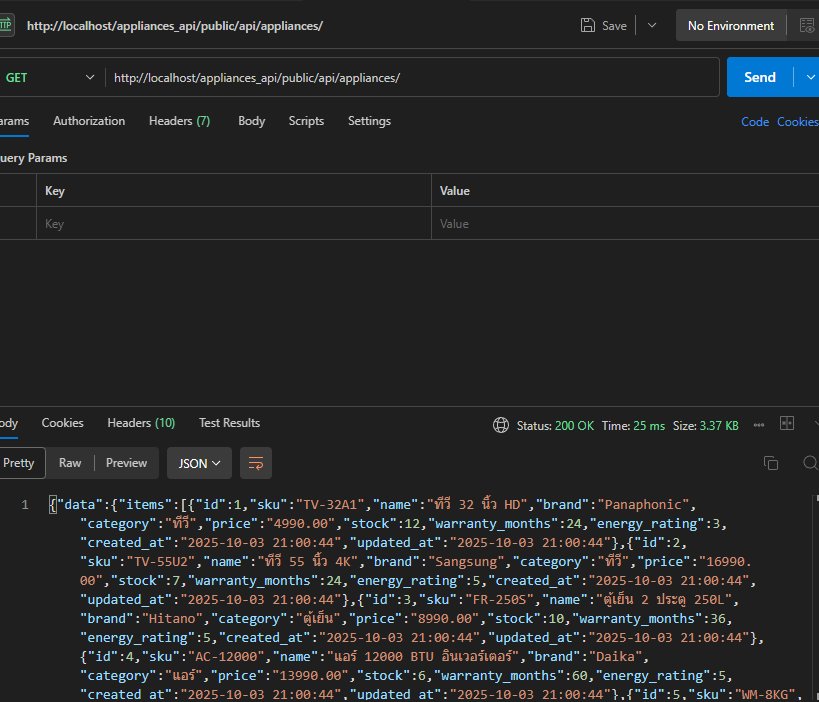 http://localhost/appliances_api/public/api/appliances/ Save No Environment
GET http://localhost/appliances_api/public/api/appliances/ Send
arams Authorization Headers (7) Body Scripts Settings Code Cookies
uery Params
Key Value
Key Value
ody Cookies Headers (10) Test Results Status: 200 OK Time: 25 ms Size: 3.37 KB
Pretty Raw Preview JSON
1 {"data":{"items":[{"id":1,"sku":"TV-32A1","name":"ทีวี 32 นิ้ว HD","brand":"Panaphonic",
"category":"ทีวี","price":"4990.00","stock":12,"warranty_months":24,"energy_rating":3,
"created_at":"2025-10-03 21:00:44","updated_at":"2025-10-03 21:00:44"},{"id":2,
"sku":"TV-55U2","name":"ทีวี 55 นิ้ว 4K","brand":"Sangsung","category":"ทีวี","price":"16990.
00","stock":7,"warranty_months":24,"energy_rating":5,"created_at":"2025-10-03 21:00:44",
"updated_at":"2025-10-03 21:00:44"},{"id":3,"sku":"FR-250S","name":"ตู้เย็น 2 ประตู 250L",
"brand":"Hitano","category":"ตู้เย็น","price":"8990.00","stock":10,"warranty_months":36,
"energy_rating":5,"created_at":"2025-10-03 21:00:44","updated_at":"2025-10-03 21:00:44"},
{"id":4,"sku":"AC-12000","name":"แอร์ 12000 BTU อินเวอร์เตอร์","brand":"Daika",
"category":"แอร์","price":"13990.00","stock":6,"warranty_months":60,"energy_rating":5,
"created_at":"2025-10-03 21:00:44","updated_at":"2025-10-03 21:00:44"},{"id":5,"sku":"WM-8KG",